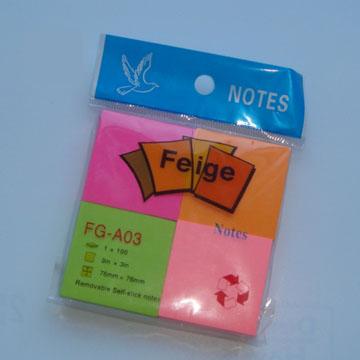 NOTES
Feige
Notes
FG-A03
1 × 100
3in × 3in
76mm × 76mm
Removable Self-stick notes